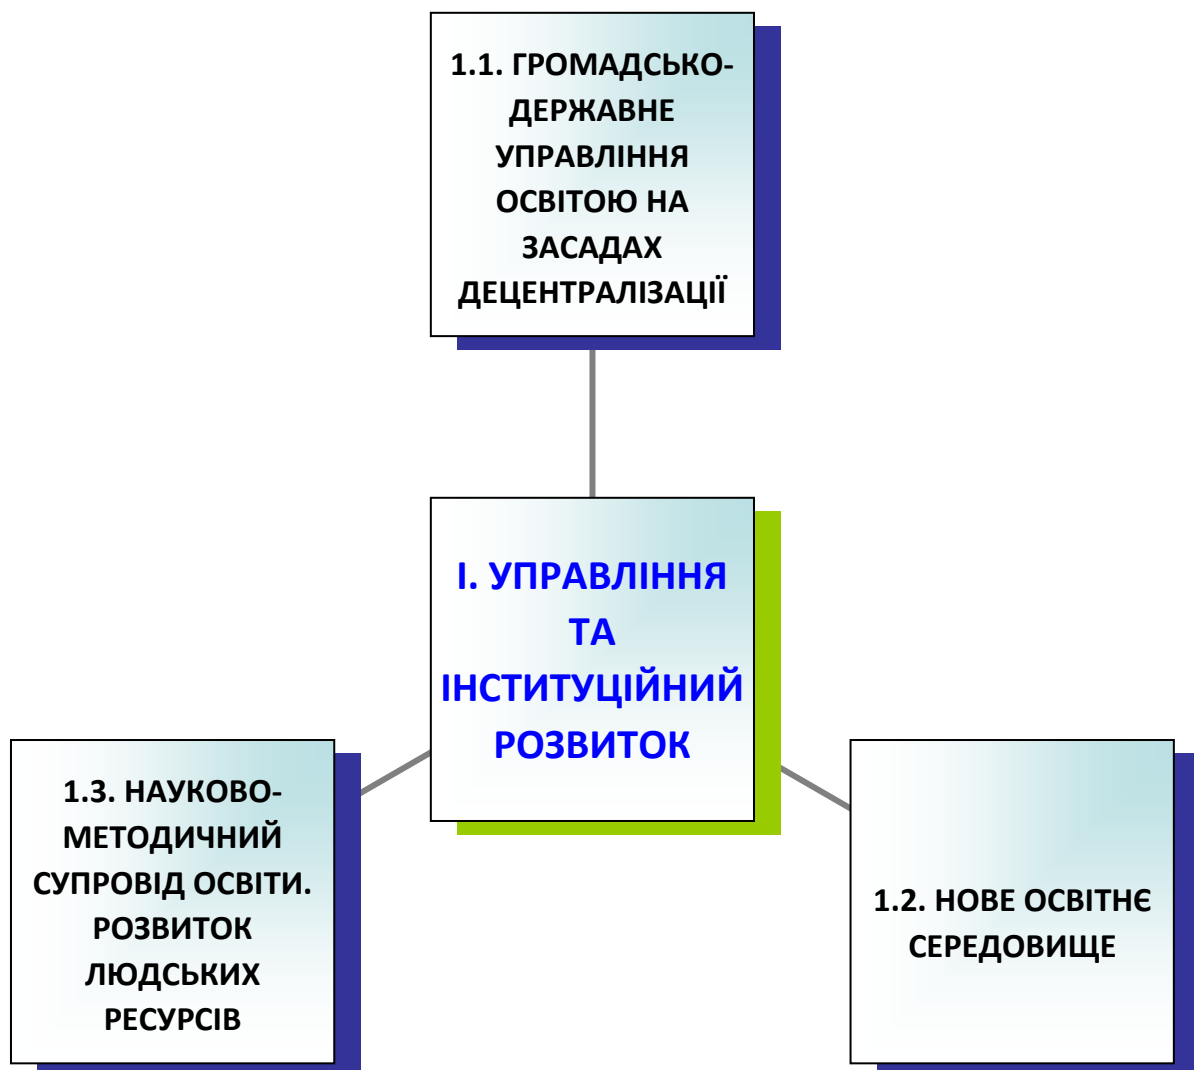 1.1. ГРОМАДСЬКО-
ДЕРЖАВНЕ
УПРАВЛІННЯ
ОСВІТОЮ НА
ЗАСАДАХ
ДЕЦЕНТРАЛІЗАЦІЇ
І. УПРАВЛІННЯ
ТА
ІНСТИТУЦІЙНИЙ
РОЗВИТОК
1.3. НАУКОВО-
МЕТОДИЧНИЙ
СУПРОВІД ОСВІТИ.
РОЗВИТОК
ЛЮДСЬКИХ
РЕСУРСІВ
1.2. НОВЕ ОСВІТНЄ
СЕРЕДОВИЩЕ